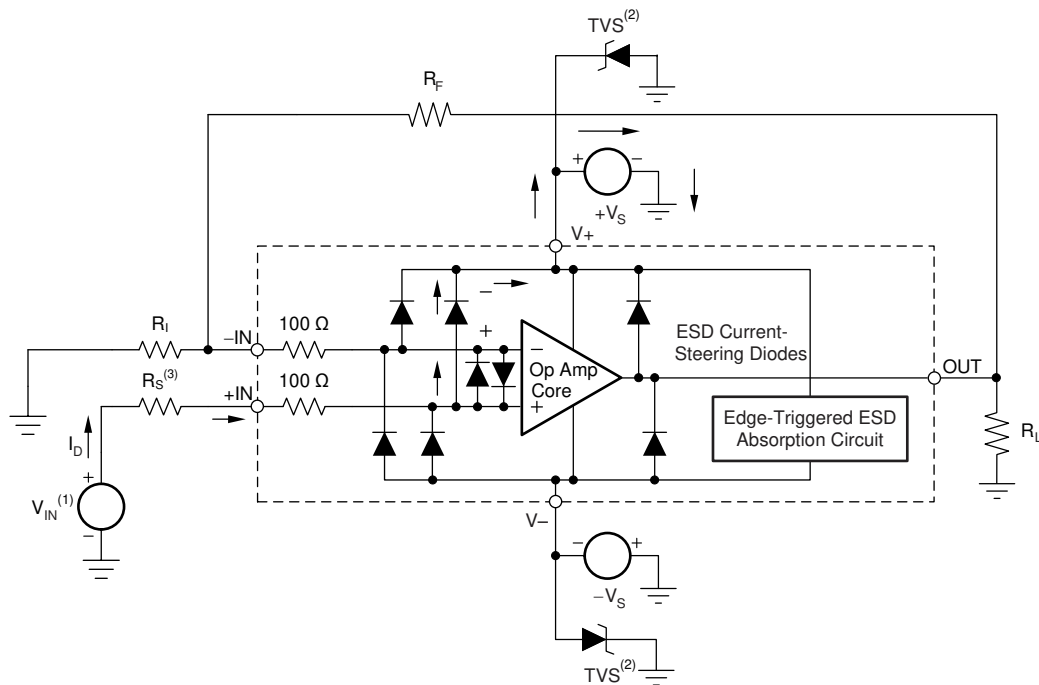 TVS(2)
RF
+ −
+VS
V+
−
RI
−IN
100 Ω
+
ESD Current-
Steering Diodes
−
Op Amp
Core
+
OUT
RS(3)
+IN
100 Ω
Edge-Triggered ESD
Absorption Circuit
RL
ID
+
VIN(1)
−
V−
− +
−VS
TVS(2)